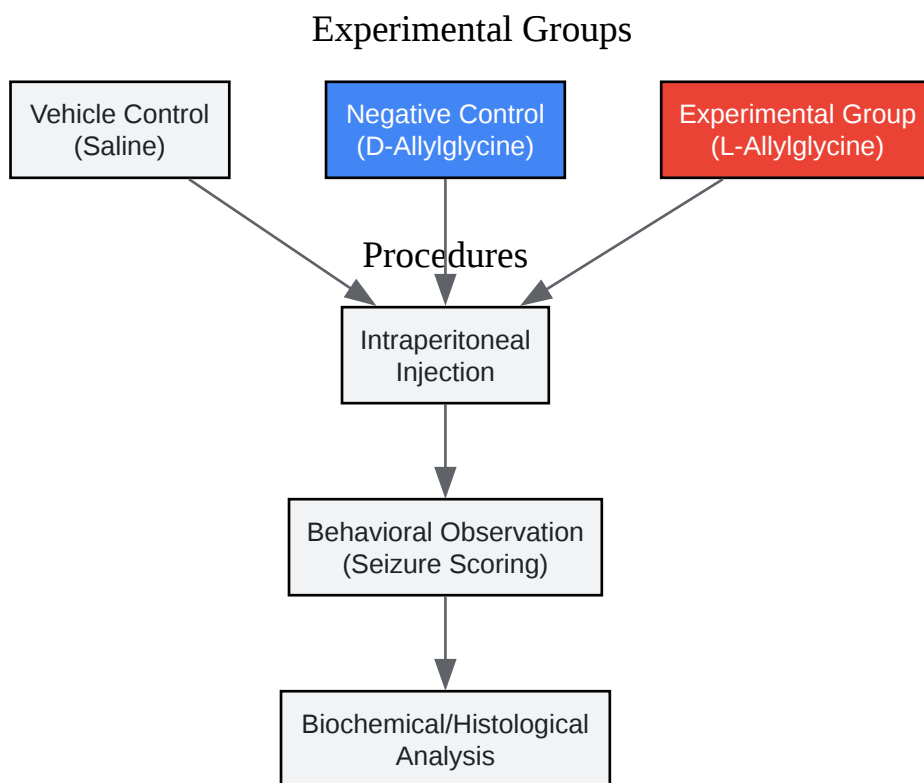 Experimental Groups
Vehicle Control
(Saline)
Negative Control
(D-Allylglycine)
Experimental Group
(L-Allylglycine)
Procedures
Intraperitoneal
Injection
Behavioral Observation
(Seizure Scoring)
Biochemical/Histological
Analysis